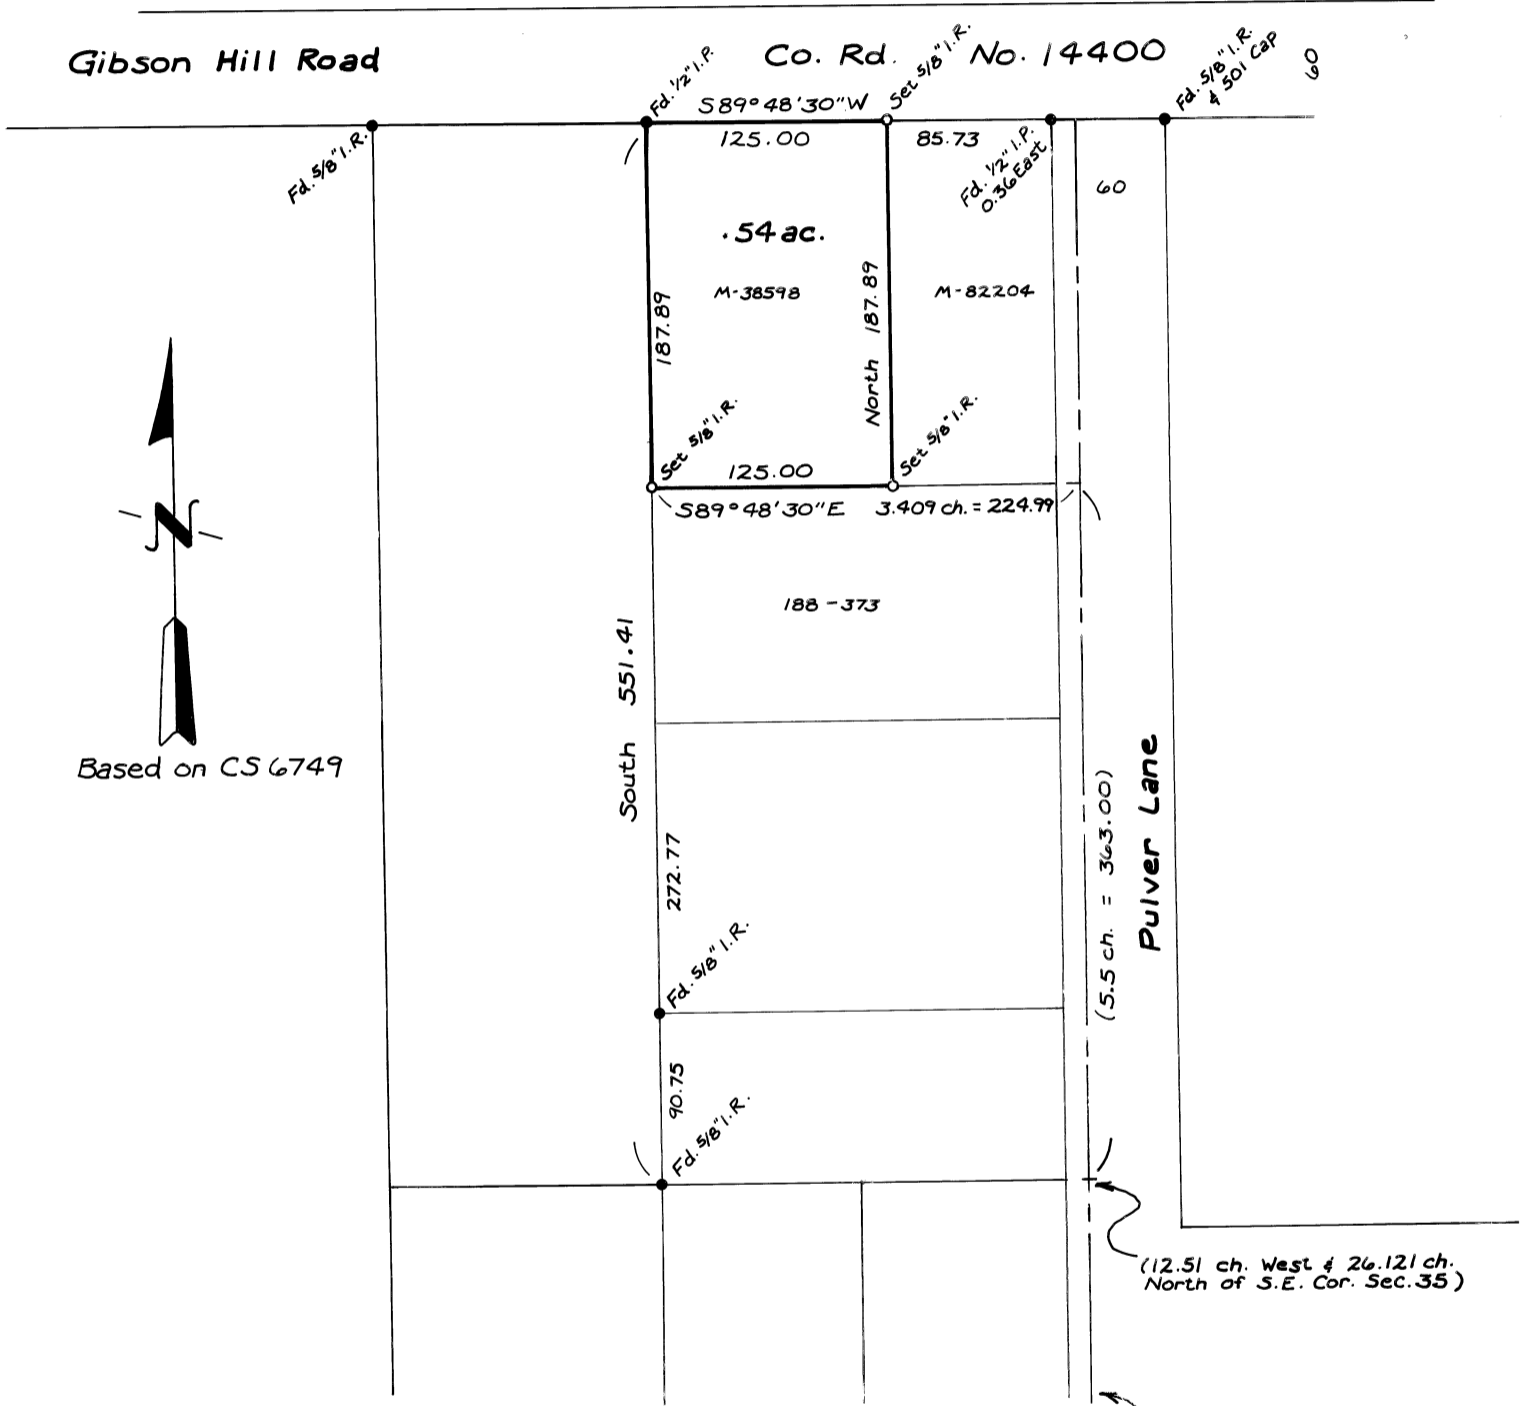 Gibson Hill Road
Co. Rd. No. 14400
60
Fd. 1/2" I.P.
S89°48'30"W
Set 5/8" I.R.
Fd. 5/8" I.R.
& 501 Cap
Fd. 5/8" I.R.
125.00
85.73
Fd. 1/2" I.P.
0.36 East
60
.54 ac.
M-38598
M-82204
187.89
North 187.89
Set 5/8" I.R.
Set 5/8" I.R.
125.00
S89°48'30"E
3.409 ch. = 224.99
N
188-373
South 551.41
Based on CS 6749
272.77
(5.5 ch. = 363.00)
Pulver Lane
Fd. 5/8" I.R.
90.75
Fd. 5/8" I.R.
(12.51 ch. West & 26.121 ch.
North of S.E. Cor. Sec. 35)